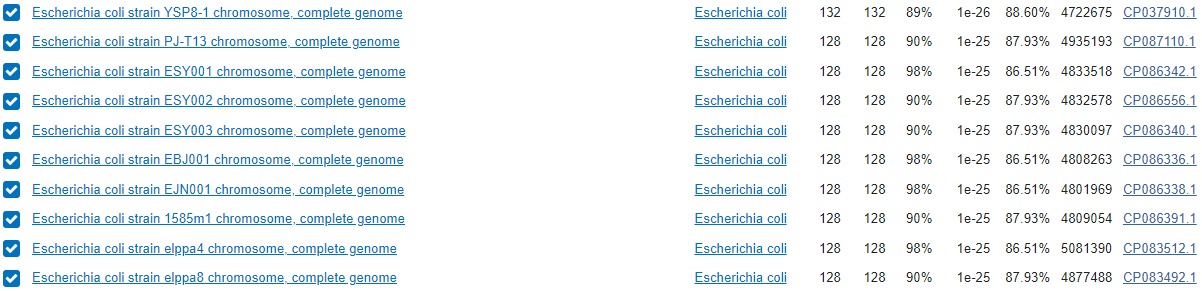 Escherichia coli strain YSP8-1 chromosome, complete genome Escherichia coli 132 132 89% 1e-26 88.60% 4722675 CP037910.1
Escherichia coli strain PJ-T13 chromosome, complete genome Escherichia coli 128 128 90% 1e-25 87.93% 4935193 CP087110.1
Escherichia coli strain ESY001 chromosome, complete genome Escherichia coli 128 128 98% 1e-25 86.51% 4833518 CP086342.1
Escherichia coli strain ESY002 chromosome, complete genome Escherichia coli 128 128 90% 1e-25 87.93% 4832578 CP086556.1
Escherichia coli strain ESY003 chromosome, complete genome Escherichia coli 128 128 90% 1e-25 87.93% 4830097 CP086340.1
Escherichia coli strain EBJ001 chromosome, complete genome Escherichia coli 128 128 98% 1e-25 86.51% 4808263 CP086336.1
Escherichia coli strain EJN001 chromosome, complete genome Escherichia coli 128 128 98% 1e-25 86.51% 4801969 CP086338.1
Escherichia coli strain 1585m1 chromosome, complete genome Escherichia coli 128 128 90% 1e-25 87.93% 4809054 CP086391.1
Escherichia coli strain elppa4 chromosome, complete genome Escherichia coli 128 128 98% 1e-25 86.51% 5081390 CP083512.1
Escherichia coli strain elppa8 chromosome, complete genome Escherichia coli 128 128 90% 1e-25 87.93% 4877488 CP083492.1